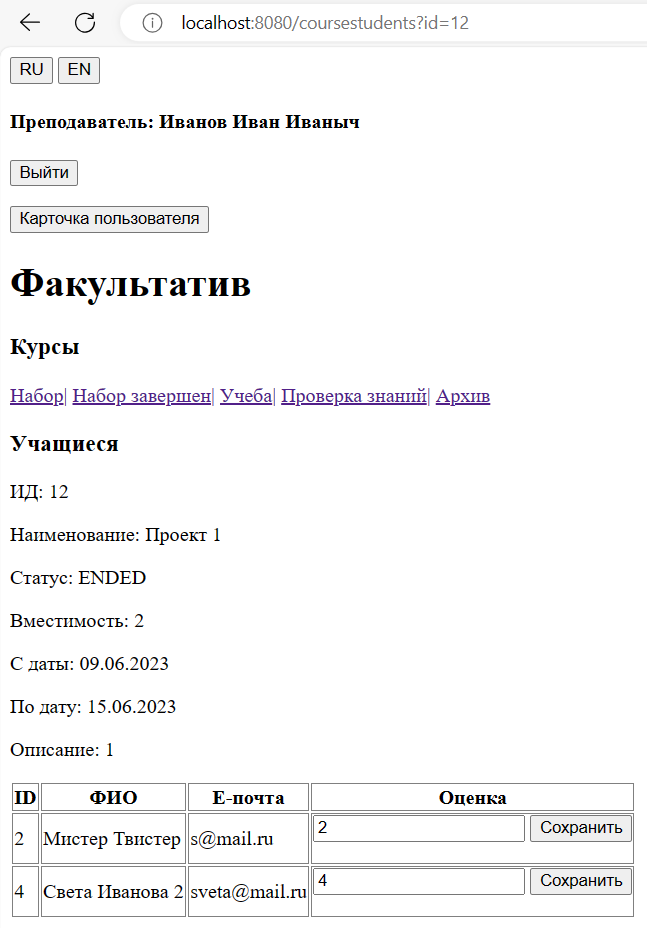 localhost:8080/coursestudents?id=12
RU EN
Преподаватель: Иванов Иван Иваныч
Выйти
Карточка пользователя
Факультатив
Курсы
Набор| Набор завершен| Учеба| Проверка знаний| Архив
Учащиеся
ИД: 12
Наименование: Проект 1
Статус: ENDED
Вместимость: 2
С даты: 09.06.2023
По дату: 15.06.2023
Описание: 1
ID ФИО Е-почта Оценка
2 Мистер Твистер s@mail.ru 2 Сохранить
4 Света Иванова 2 sveta@mail.ru 4 Сохранить